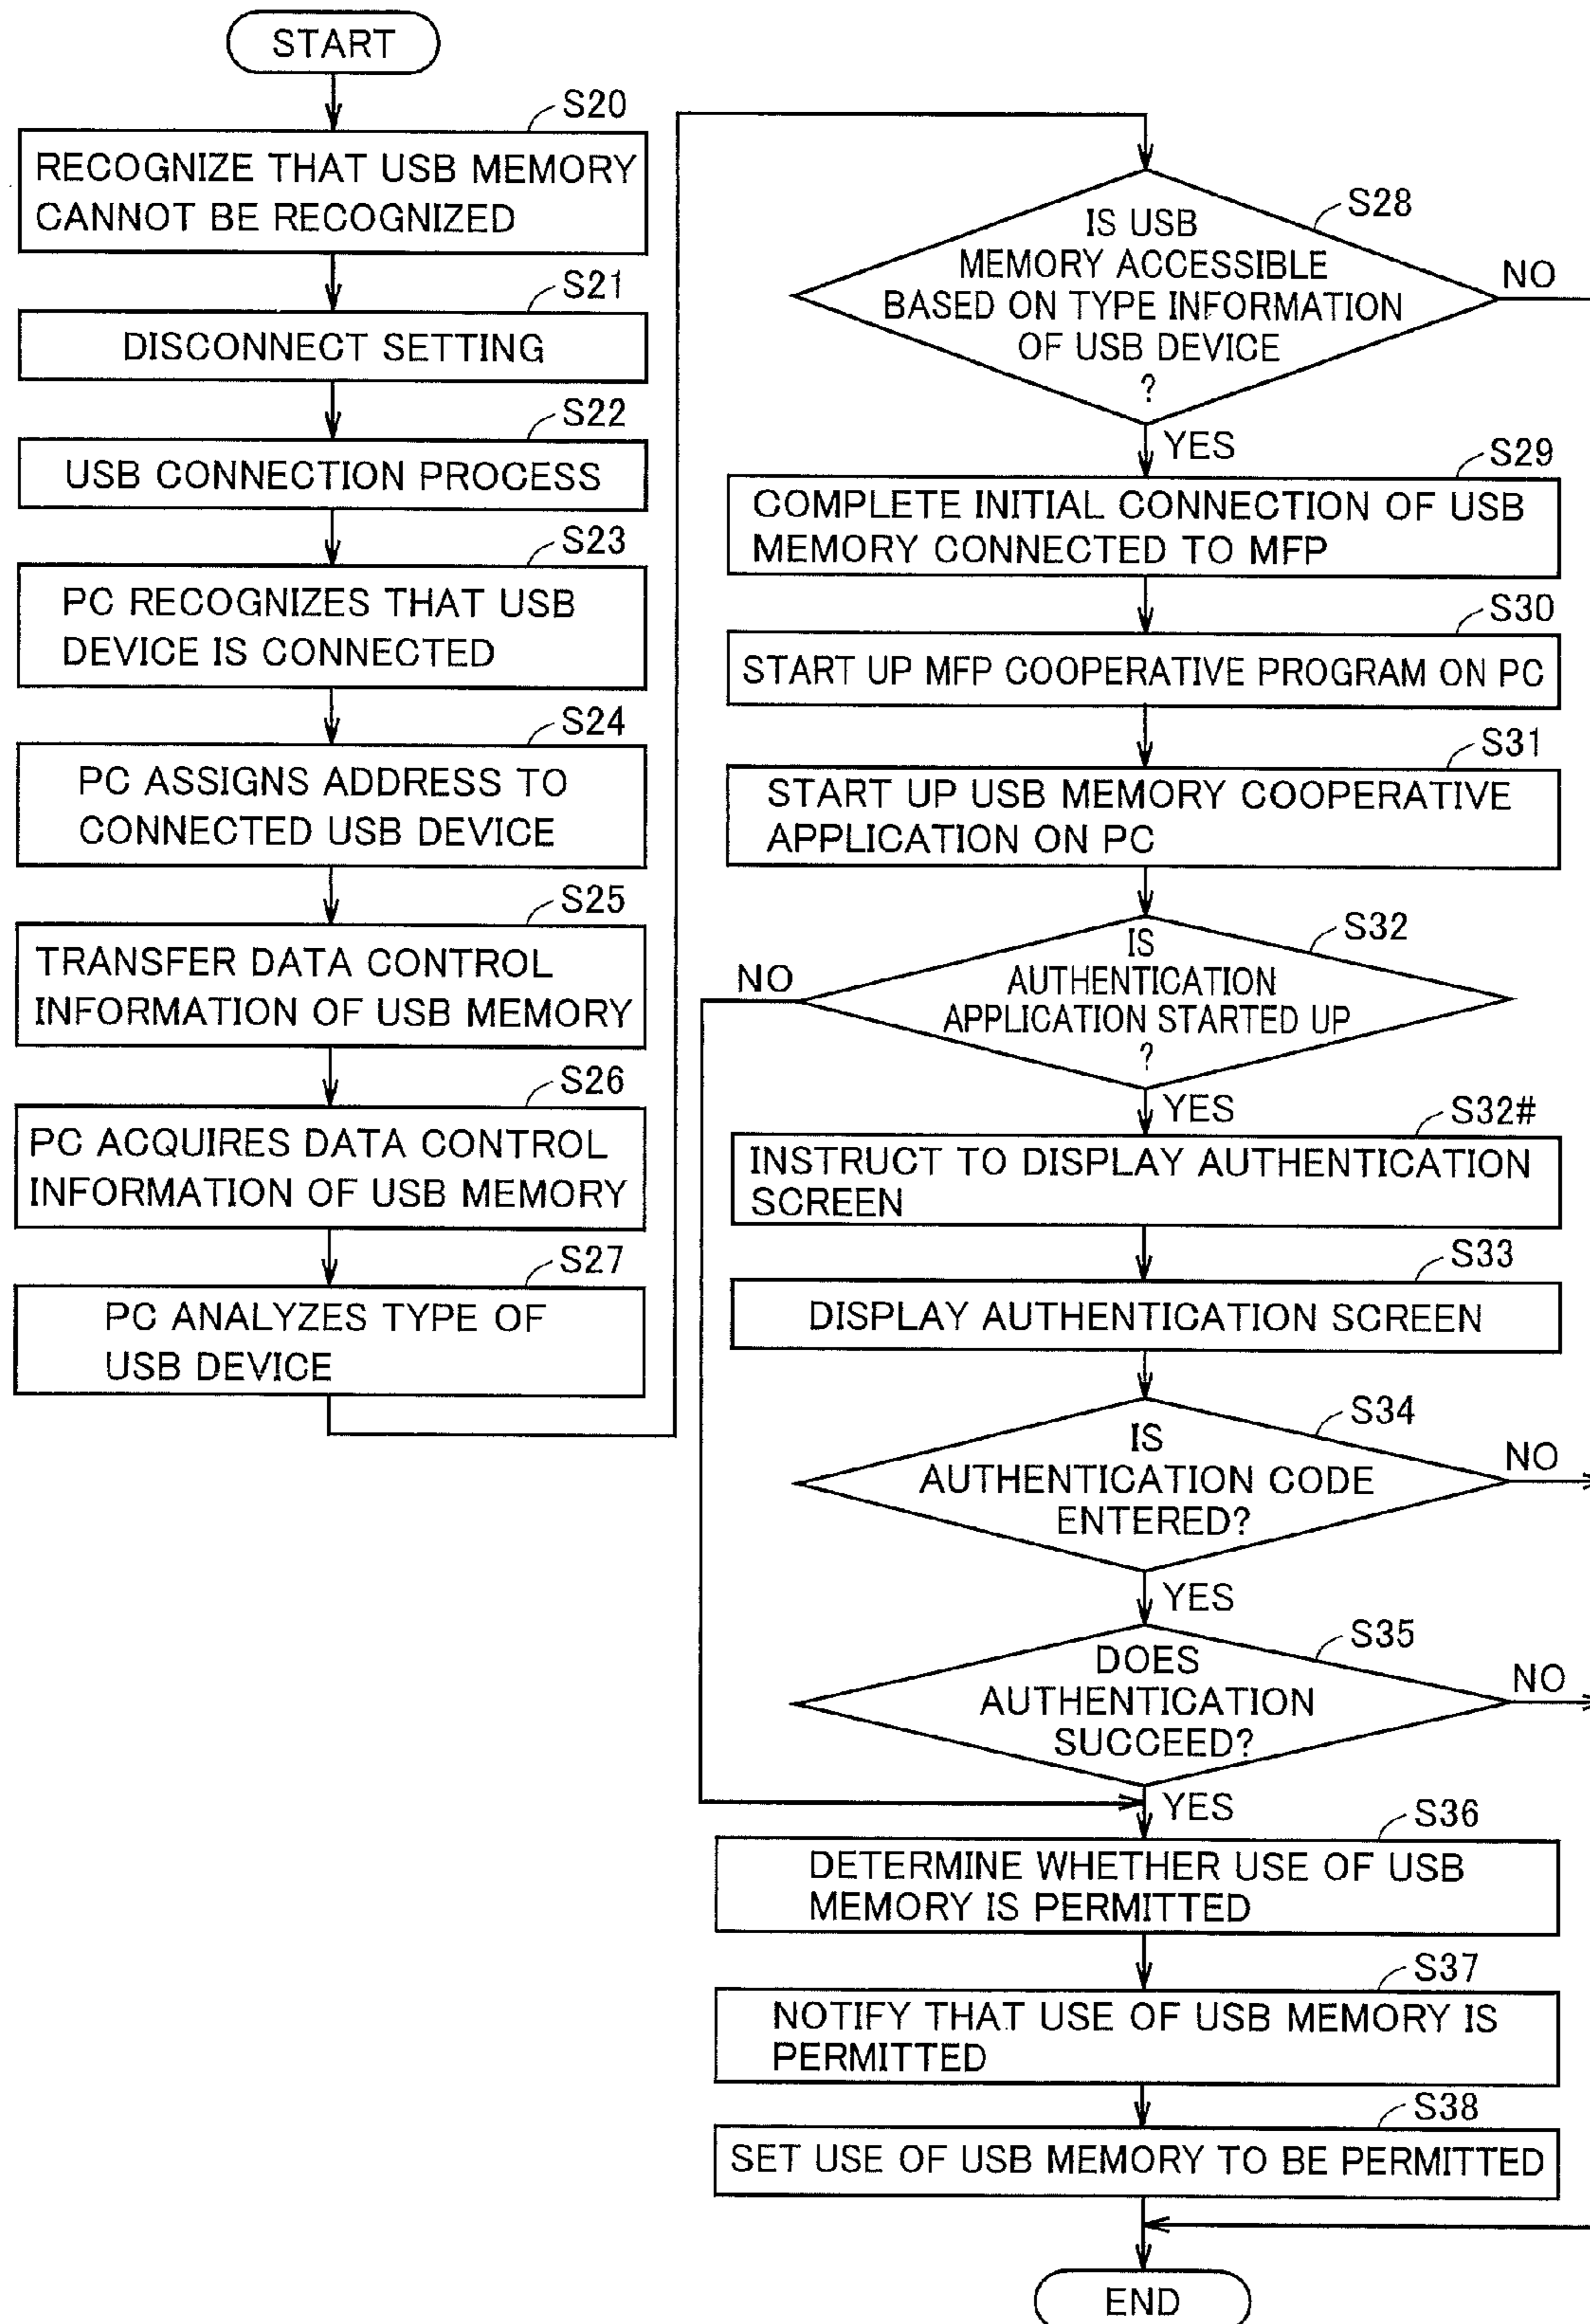 START
S20
RECOGNIZE THAT USB MEMORY
CANNOT BE RECOGNIZED
S21
DISCONNECT SETTING
S22
USB CONNECTION PROCESS
S23
PC RECOGNIZES THAT USB
DEVICE IS CONNECTED
S24
PC ASSIGNS ADDRESS TO
CONNECTED USB DEVICE
S25
TRANSFER DATA CONTROL
INFORMATION OF USB MEMORY
S26
PC ACQUIRES DATA CONTROL
INFORMATION OF USB MEMORY
S27
PC ANALYZES TYPE OF
USB DEVICE
S28
IS USB
MEMORY ACCESSIBLE
BASED ON TYPE INFORMATION
OF USB DEVICE
?
NO
YES
S29
COMPLETE INITIAL CONNECTION OF USB
MEMORY CONNECTED TO MFP
S30
START UP MFP COOPERATIVE PROGRAM ON PC
S31
START UP USB MEMORY COOPERATIVE
APPLICATION ON PC
S32
IS
AUTHENTICATION
APPLICATION STARTED UP
?
NO
YES
S32#
INSTRUCT TO DISPLAY AUTHENTICATION
SCREEN
S33
DISPLAY AUTHENTICATION SCREEN
S34
IS
AUTHENTICATION CODE
ENTERED?
NO
YES
S35
DOES
AUTHENTICATION
SUCCEED?
NO
YES
S36
DETERMINE WHETHER USE OF USB
MEMORY IS PERMITTED
S37
NOTIFY THAT USE OF USB MEMORY IS
PERMITTED
S38
SET USE OF USB MEMORY TO BE PERMITTED
END